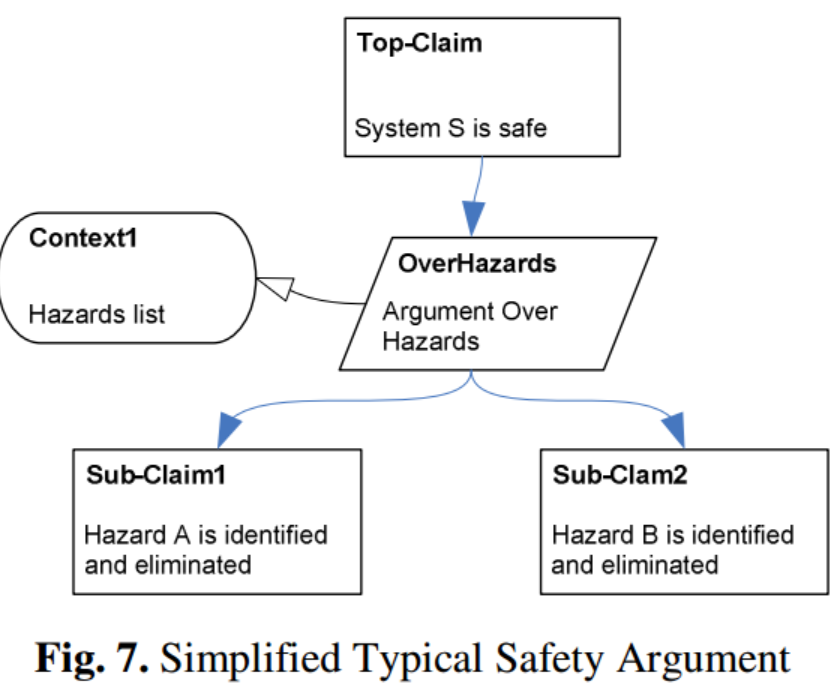 Top-Claim
System S is safe
Context1
Hazards list
OverHazards
Argument Over
Hazards
Sub-Claim1
Hazard A is identified
and eliminated
Sub-Clam2
Hazard B is identified
and eliminated
Fig. 7. Simplified Typical Safety Argument